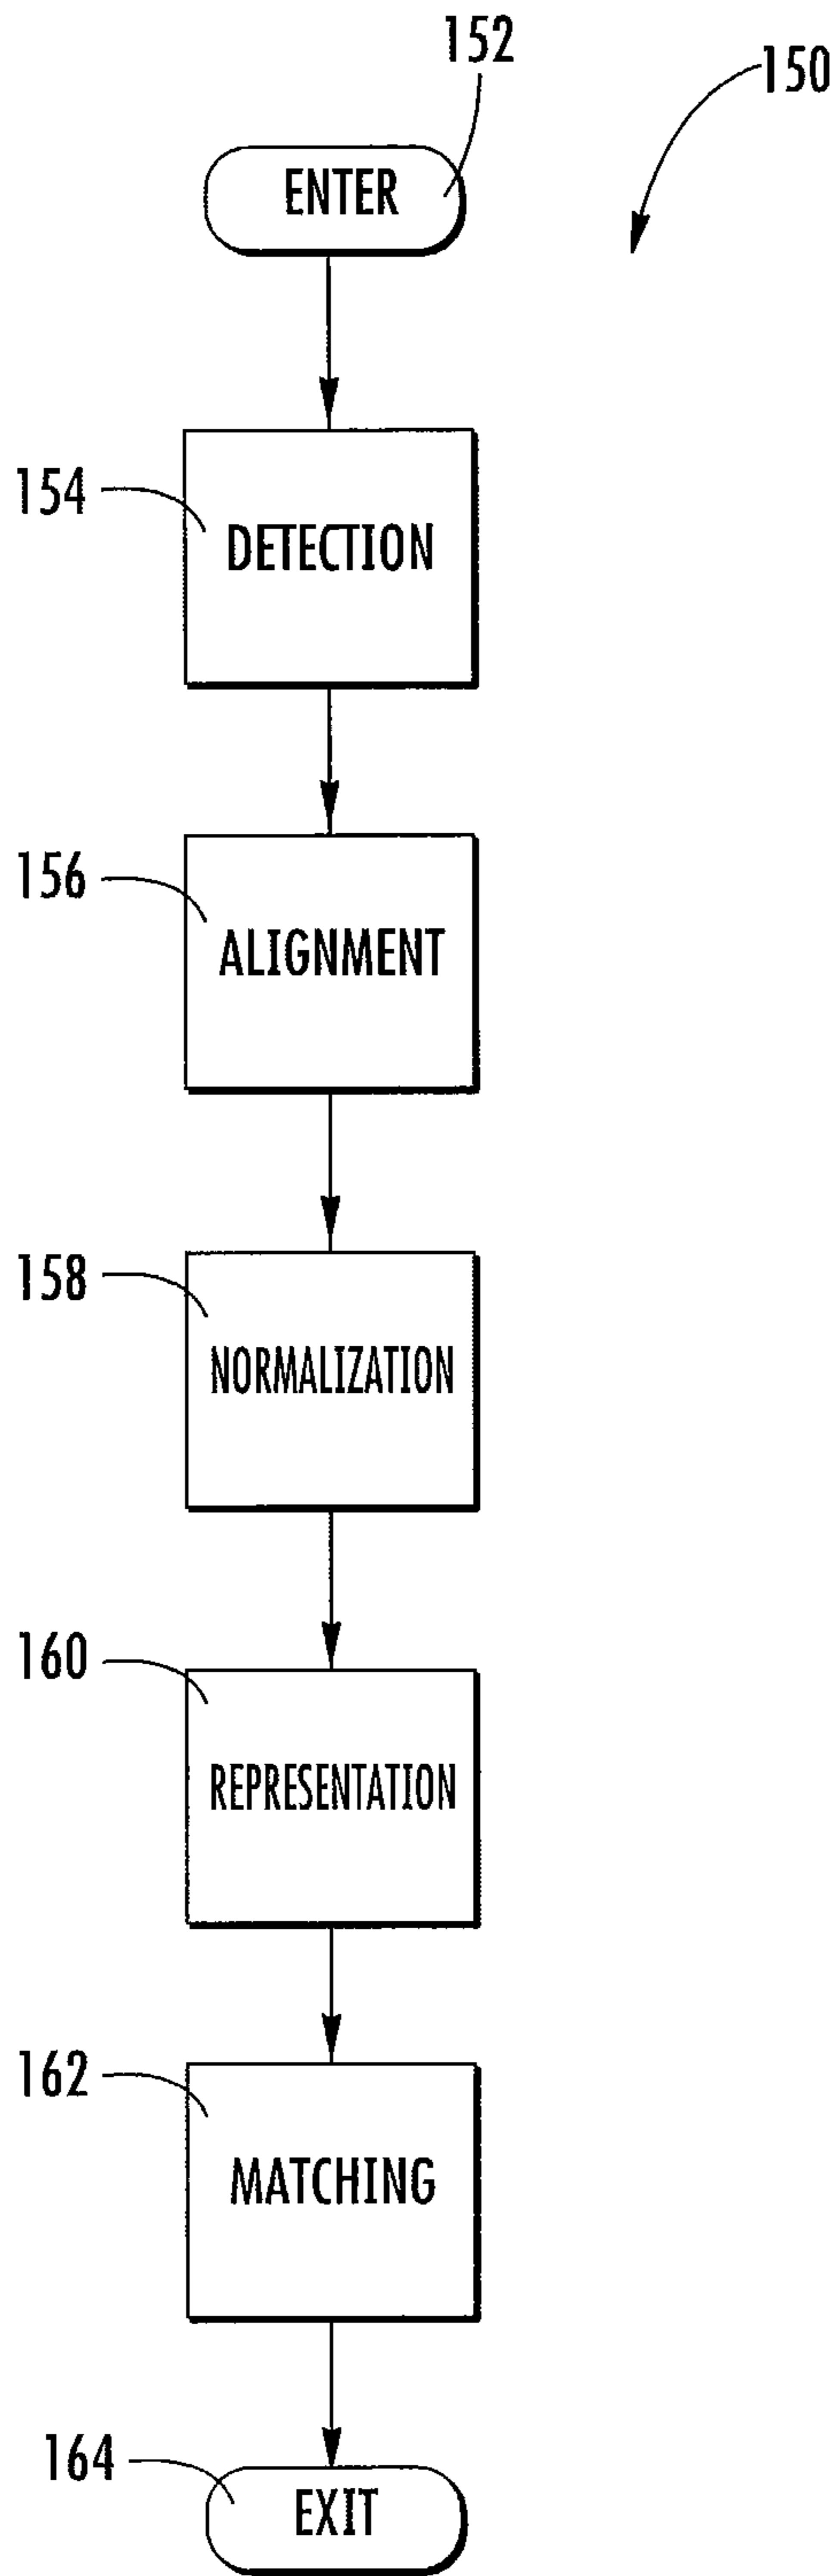 152
150
ENTER
154
DETECTION
156
ALIGNMENT
158
NORMALIZATION
160
REPRESENTATION
162
MATCHING
164
EXIT